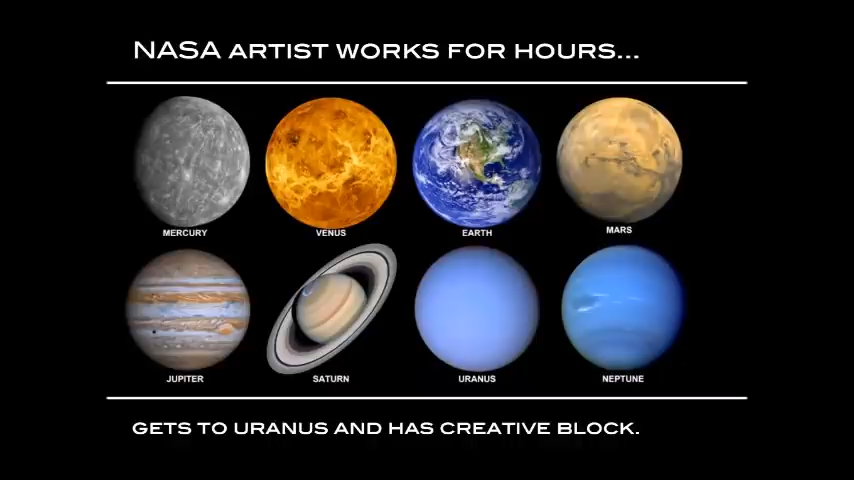 NASA ARTIST WORKS FOR HOURS...
MERCURY VENUS EARTH MARS
JUPITER SATURN URANUS NEPTUNE
GETS TO URANUS AND HAS CREATIVE BLOCK.